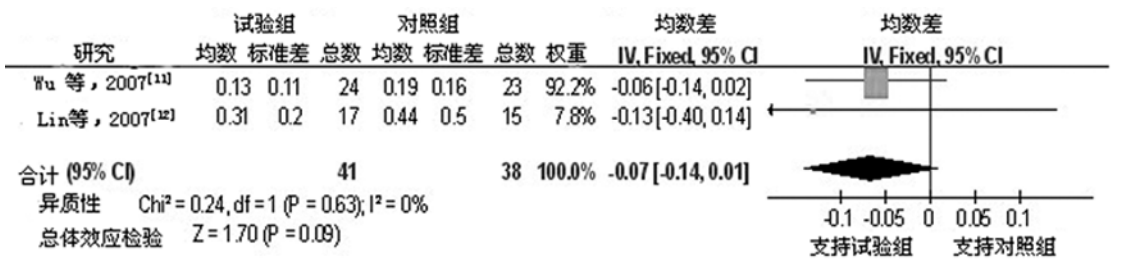 试验组 对照组 均数差 均数差
研究 均数 标准差 总数 均数 标准差 总数 权重 IV, Fixed, 95% CI IV, Fixed, 95% CI
Wu 等，2007[11] 0.13 0.11 24 0.19 0.16 23 92.2% -0.06 [-0.14, 0.02]
Lin等，2007[12] 0.31 0.2 17 0.44 0.5 15 7.8% -0.13 [-0.40, 0.14]
合计 (95% CI) 41 38 100.0% -0.07 [-0.14, 0.01]
异质性 Chi² = 0.24, df = 1 (P = 0.63); I² = 0%
总体效应检验 Z = 1.70 (P = 0.09)
-0.1 -0.05 0 0.05 0.1
支持试验组 支持对照组